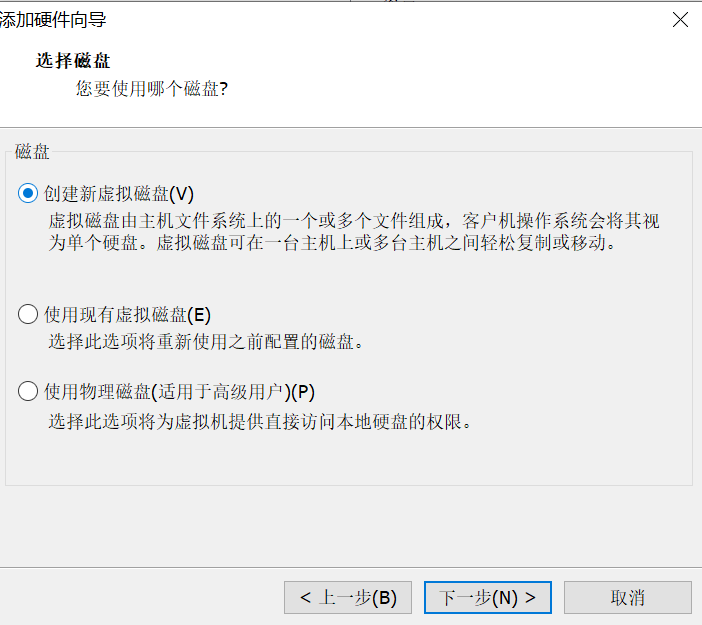 添加硬件向导
选择磁盘
您要使用哪个磁盘?
磁盘
创建新虚拟磁盘(V)
虚拟磁盘由主机文件系统上的一个或多个文件组成，客户机操作系统会将其视
为单个硬盘。虚拟磁盘可在一台主机上或多台主机之间轻松复制或移动。
使用现有虚拟磁盘(E)
选择此选项将重新使用之前配置的磁盘。
使用物理磁盘(适用于高级用户)(P)
选择此选项将为虚拟机提供直接访问本地硬盘的权限。
< 上一步(B)
下一步(N) >
取消